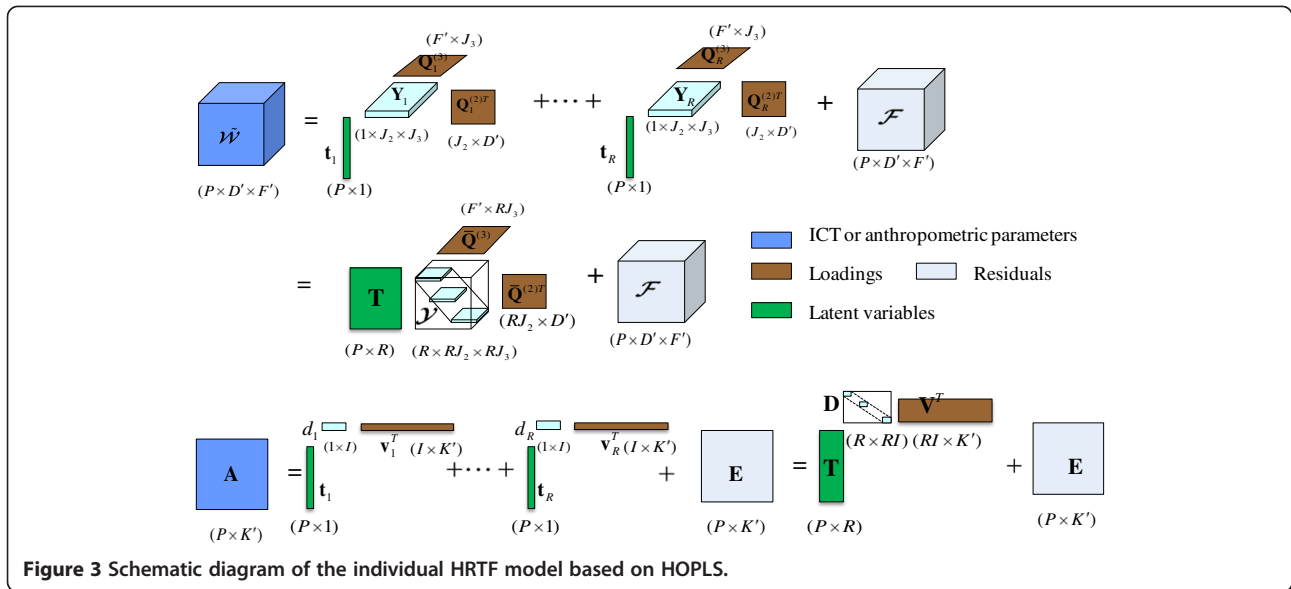 (F′×J₃) (F′×J₃)
Q₁⁽³⁾ Q_R⁽³⁾
Y₁ Q₁⁽²⁾ᵀ +⋯+ Y_R Q_R⁽²⁾ᵀ +
𝒲̃ = ℱ
(1×J₂×J₃) (J₂×D′) (1×J₂×J₃) (J₂×D′)
t₁ t_R
(P×D′×F′) (P×1) (P×1) (P×D′×F′)
(F′×RJ₃)
Q̄⁽³⁾
= T 𝒴 Q̄⁽²⁾ᵀ + ℱ
(RJ₂×D′)
(P×R) (R×RJ₂×RJ₃) (P×D′×F′)
ICT or anthropometric parameters
Loadings Residuals
Latent variables
d₁ d_R D Vᵀ
(1×I) v₁ᵀ (I×K′) (1×I) v_Rᵀ (I×K′) (R×RI) (RI×K′)
A = t₁ +⋯+ t_R + E = T + E
(P×K′) (P×1) (P×1) (P×K′) (P×R) (P×K′)
Figure 3 Schematic diagram of the individual HRTF model based on HOPLS.